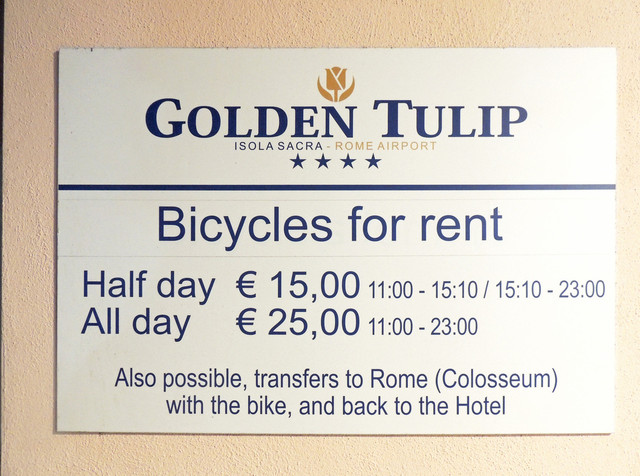 GOLDEN TULIP
ISOLA SACRA - ROME AIRPORT
★★★★
Bicycles for rent
Half day € 15,00 11:00 - 15:10 / 15:10 - 23:00
All day € 25,00 11:00 - 23:00
Also possible, transfers to Rome (Colosseum)
with the bike, and back to the Hotel